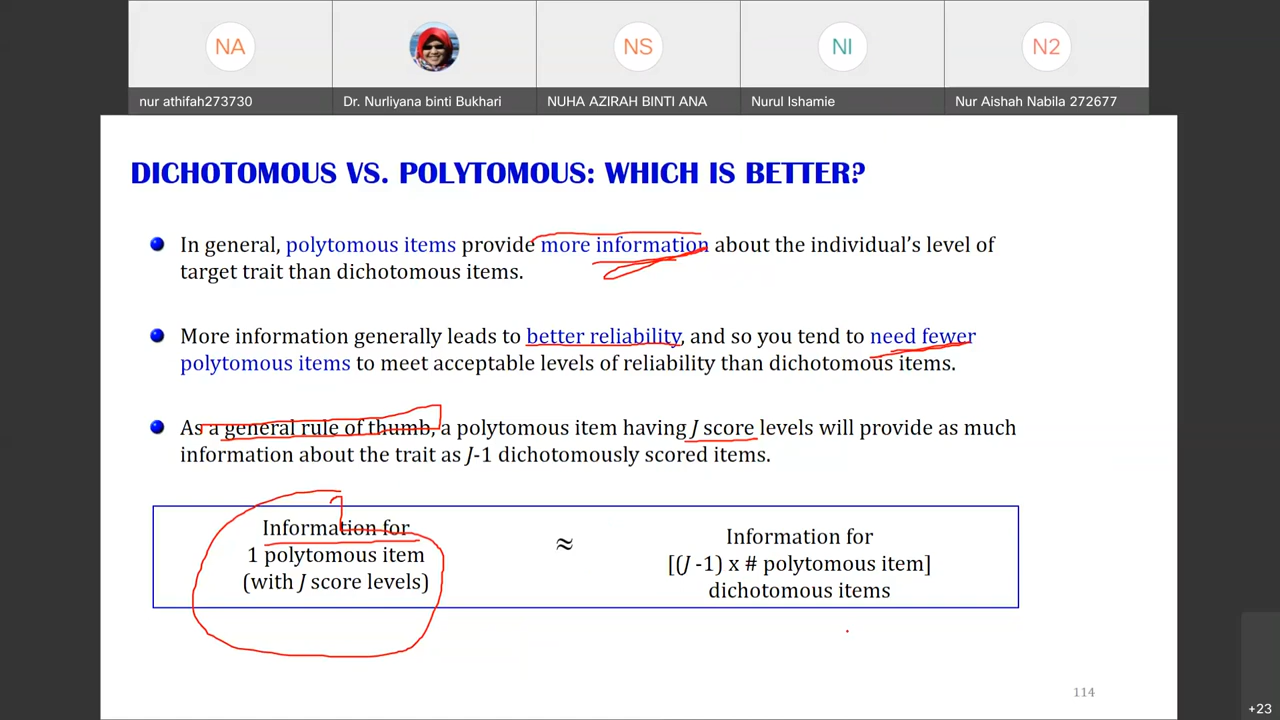 NA
NS
NI
N2
nur athifah273730
Dr. Nurliyana binti Bukhari
NUHA AZIRAH BINTI ANA
Nurul Ishamie
Nur Aishah Nabila 272677
DICHOTOMOUS VS. POLYTOMOUS: WHICH IS BETTER?
In general, polytomous items provide more information about the individual's level of
target trait than dichotomous items.
More information generally leads to better reliability, and so you tend to need fewer
polytomous items to meet acceptable levels of reliability than dichotomous items.
As a general rule of thumb, a polytomous item having J score levels will provide as much
information about the trait as J-1 dichotomously scored items.
Information for
1 polytomous item
(with J score levels)
≈
Information for
[(J -1) x # polytomous item]
dichotomous items
114
+23